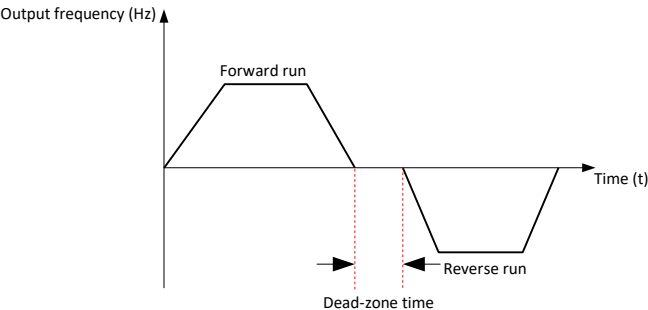 Output frequency (Hz)
Forward run
Time (t)
Reverse run
Dead-zone time